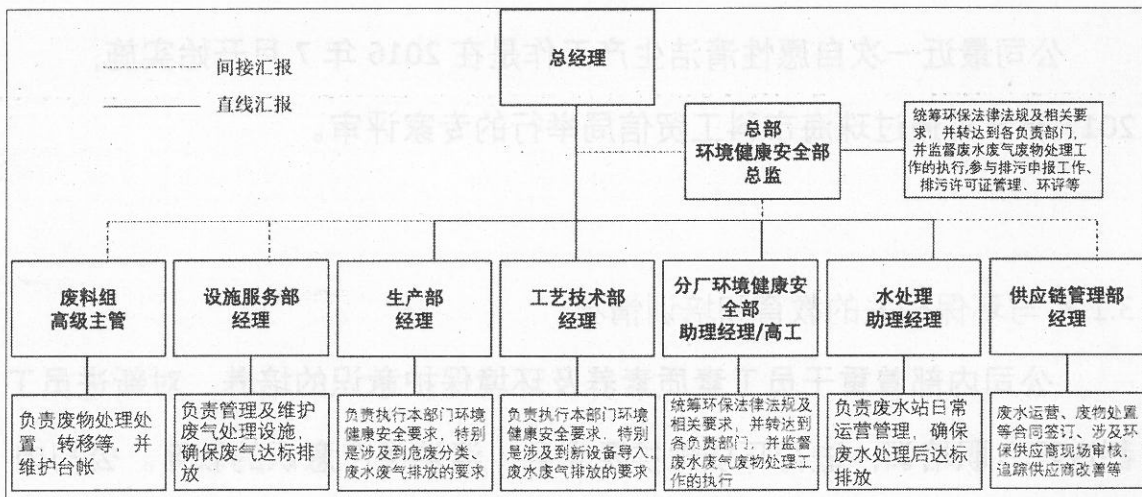 总经理
间接汇报
直线汇报
总部
环境健康安全部
总监
统筹环保法律法规及相关要
求，并转达到各负责部门，
并监督废水废气废物处理工
作的执行,参与排污申报工作、
排污许可证管理、环评等
废料组
高级主管
设施服务部
经理
生产部
经理
工艺技术部
经理
分厂环境健康安
全部
助理经理/高工
水处理
助理经理
供应链管理部
经理
负责废物处理处
置、转移等，并
维护台帐
负责管理及维护
废气处理设施，
确保废气达标排
放
负责执行本部门环境
健康安全要求，特别
是涉及到危废分类、
废水废气排放的要求
负责执行本部门环境
健康安全要求，特别
是涉及到新设备导入，
废水废气排放的要求
统筹环保法律法规及
相关要求，并转达到
各负责部门，并监督
废水废气废物处理工
作的执行
负责废水站日常
运营管理，确保
废水处理后达标
排放
废水运营、废物处置
等合同签订、涉及环
保供应商现场审核，
追踪供应商改善等